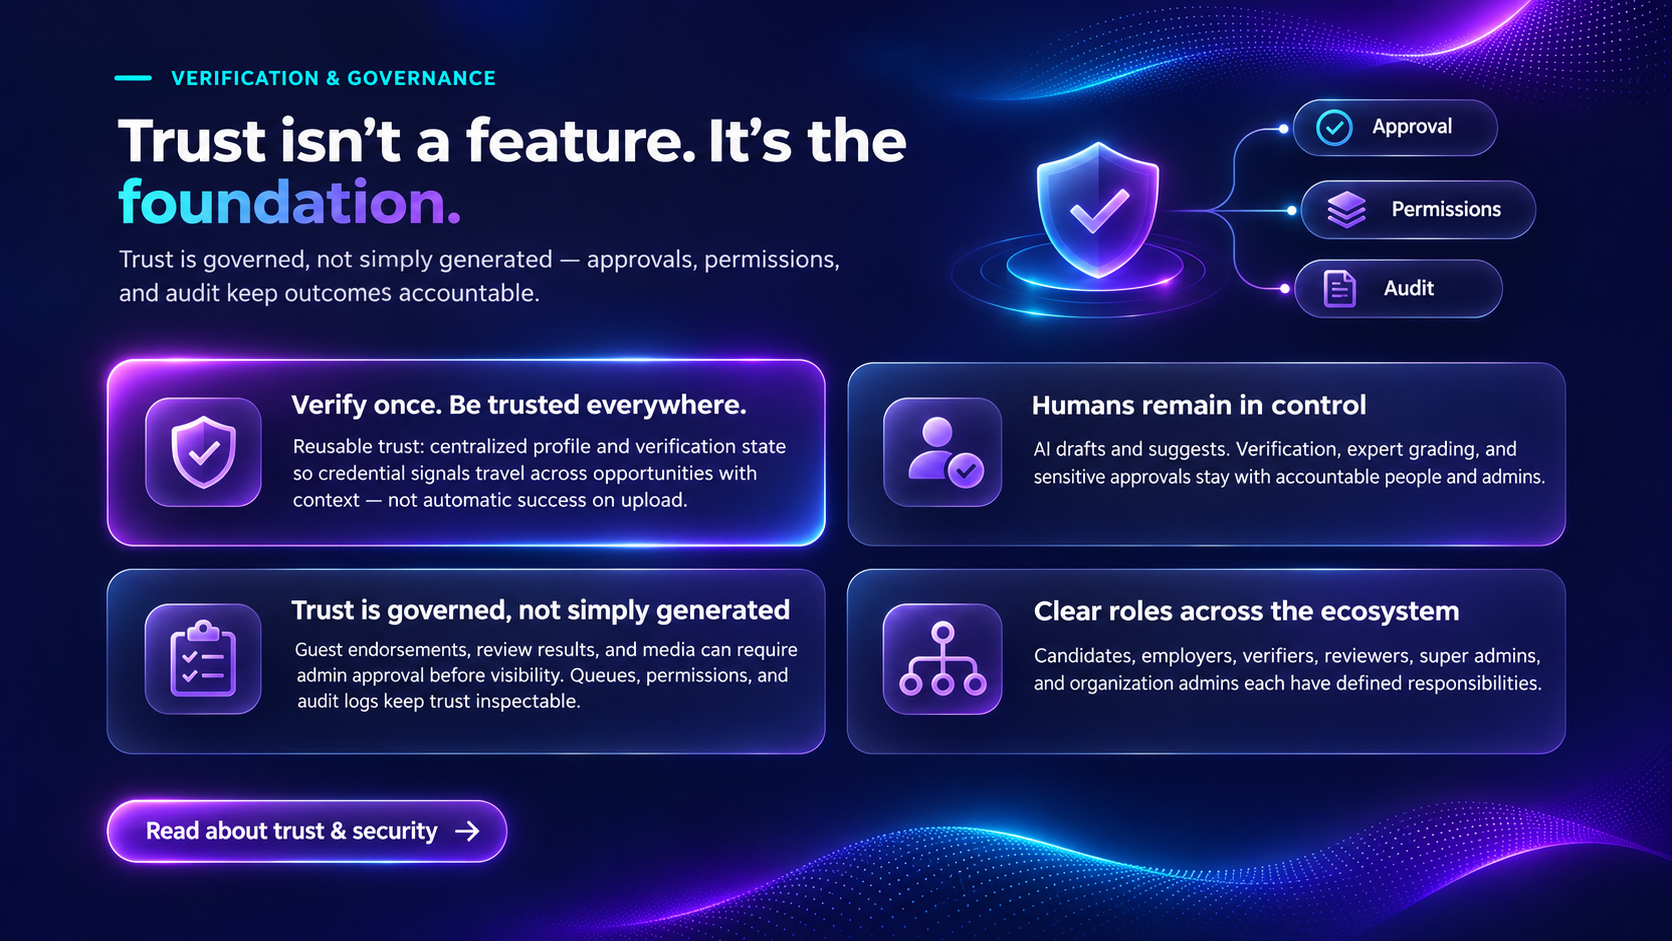 VERIFICATION & GOVERNANCE
Trust isn’t a feature. It’s the
foundation.
Trust is governed, not simply generated — approvals, permissions,
and audit keep outcomes accountable.
Approval
Permissions
Audit
Verify once. Be trusted everywhere.
Reusable trust: centralized profile and verification state
so credential signals travel across opportunities with
context — not automatic success on upload.
Humans remain in control
AI drafts and suggests. Verification, expert grading, and
sensitive approvals stay with accountable people and admins.
Trust is governed, not simply generated
Guest endorsements, review results, and media can require
admin approval before visibility. Queues, permissions, and
audit logs keep trust inspectable.
Clear roles across the ecosystem
Candidates, employers, verifiers, reviewers, super admins,
and organization admins each have defined responsibilities.
Read about trust & security →